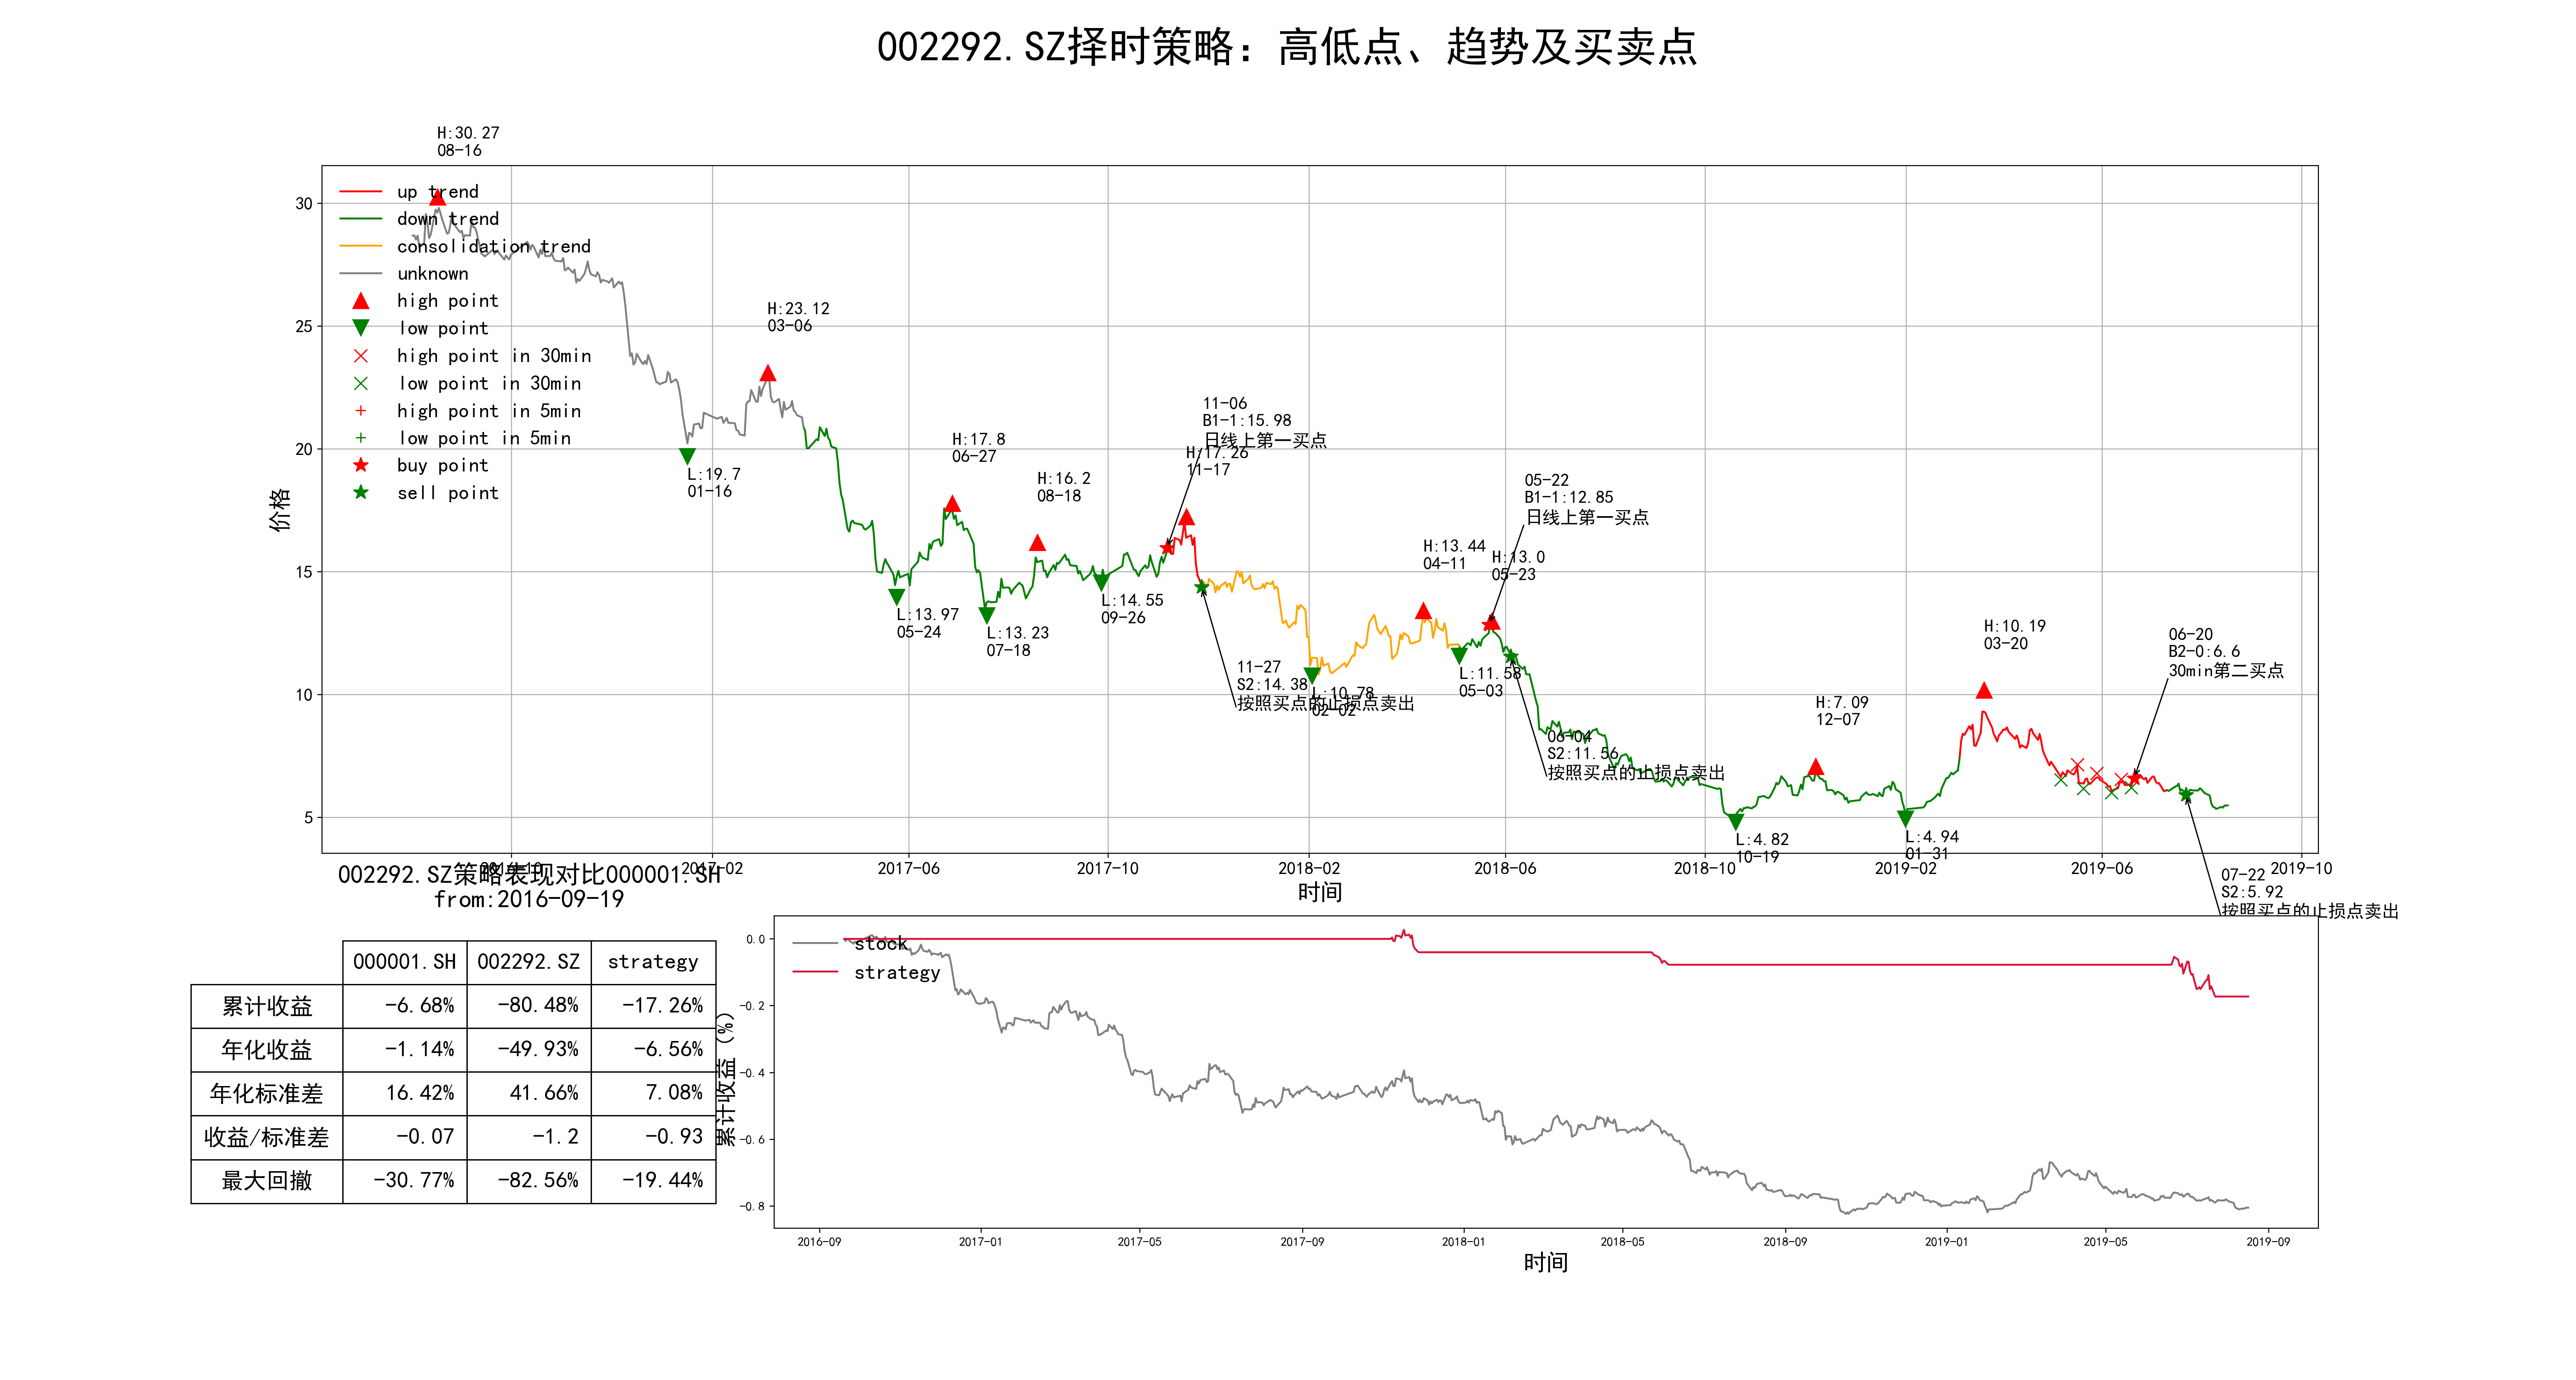 002292.SZ择时策略：高低点、趋势及买卖点
H:30.27
08-16
up trend
down trend
consolidation trend
unknown
high point
low point
high point in 30min
low point in 30min
high point in 5min
low point in 5min
buy point
sell point
价格
30
25
20
15
10
5
L:19.7
01-16
H:23.12
03-06
L:13.97
05-24
H:17.8
06-27
L:13.23
07-18
H:16.2
08-18
L:14.55
09-26
11-06
B1-1:15.98
日线上第一买点
H:17.26
11-17
11-27
S2:14.38
按照买点的止损点卖出
L:10.78
02-02
H:13.44
04-11
L:11.58
05-03
05-22
B1-1:12.85
日线上第一买点
H:13.0
05-23
06-04
S2:11.56
按照买点的止损点卖出
L:4.82
10-19
H:7.09
12-07
L:4.94
01-31
H:10.19
03-20
06-20
B2-0:6.6
30min第二买点
07-22
S2:5.92
按照买点的止损点卖出
2016-10
2017-02
2017-06
2017-10
2018-02
2018-06
2018-10
2019-02
2019-06
2019-10
时间
002292.SZ策略表现对比000001.SH
from:2016-09-19
000001.SH 002292.SZ strategy
累计收益 -6.68% -80.48% -17.26%
年化收益 -1.14% -49.93% -6.56%
年化标准差 16.42% 41.66% 7.08%
收益/标准差 -0.07 -1.2 -0.93
最大回撤 -30.77% -82.56% -19.44%
累计收益（%）
0.0
-0.2
-0.4
-0.6
-0.8
stock
strategy
2016-09
2017-01
2017-05
2017-09
2018-01
2018-05
2018-09
2019-01
2019-05
2019-09
时间